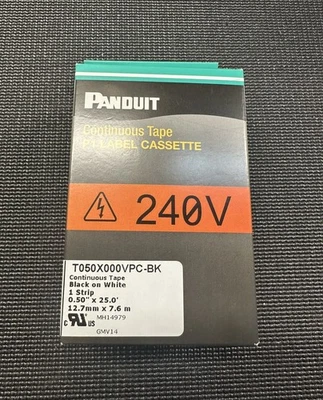 PANDUIT
Continuous Tape
P1 LABEL CASSETTE
240V
T050X000VPC-BK
Continuous Tape
Black on White
1 Strip
0.50" x 25.0'
12.7mm x 7.6 m
MH14979
c RU us
GMV14